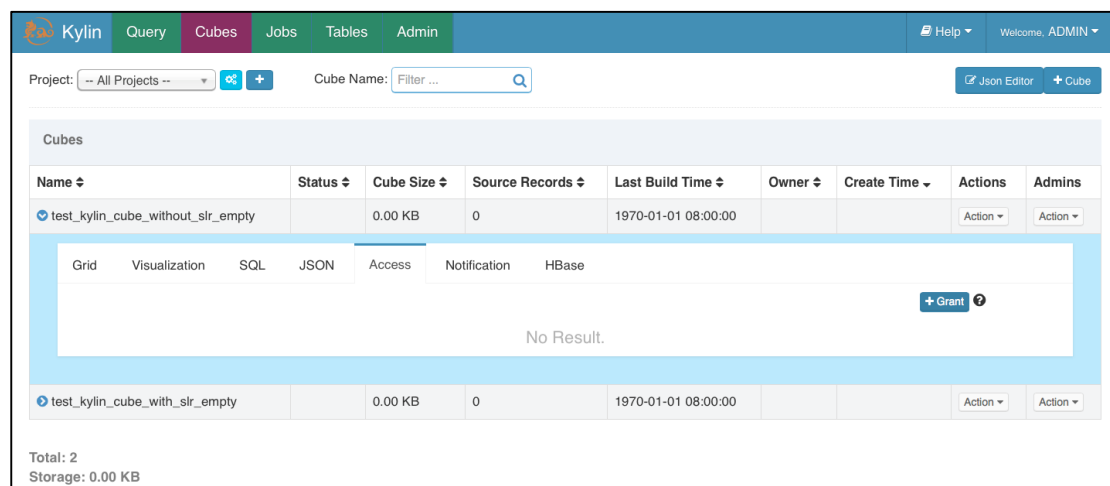 Kylin Query Cubes Jobs Tables Admin Help Welcome, ADMIN
Project: -- All Projects -- + Cube Name: Filter ... Json Editor + Cube
Cubes
Name Status Cube Size Source Records Last Build Time Owner Create Time Actions Admins
test_kylin_cube_without_slr_empty 0.00 KB 0 1970-01-01 08:00:00 Action Action
Grid Visualization SQL JSON Access Notification HBase
+ Grant ?
No Result.
test_kylin_cube_with_slr_empty 0.00 KB 0 1970-01-01 08:00:00 Action Action
Total: 2
Storage: 0.00 KB